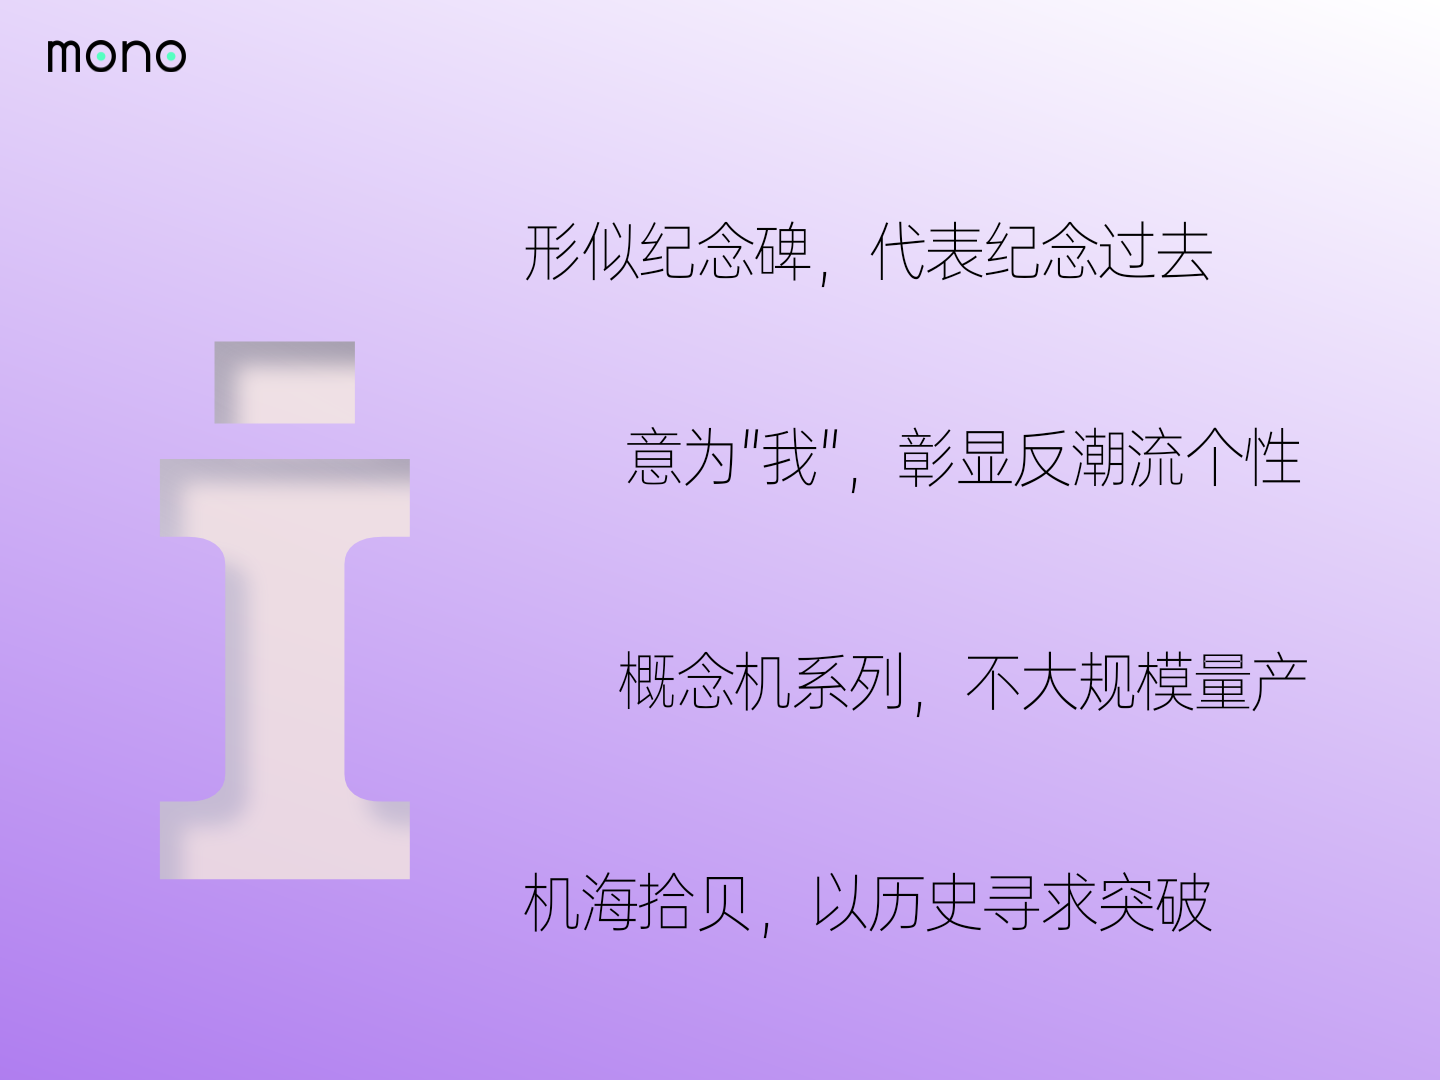 mono
i
形似纪念碑，代表纪念过去
意为"我"，彰显反潮流个性
概念机系列，不大规模量产
机海拾贝，以历史寻求突破